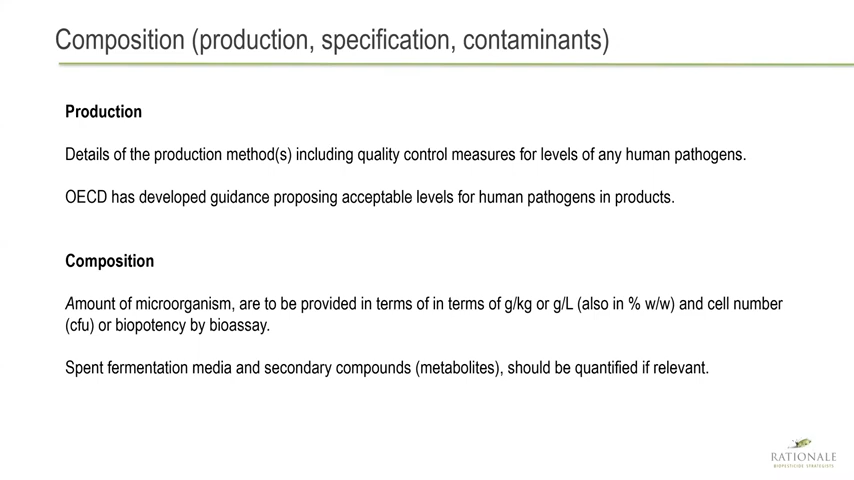 Composition (production, specification, contaminants)
Production
Details of the production method(s) including quality control measures for levels of any human pathogens.
OECD has developed guidance proposing acceptable levels for human pathogens in products.
Composition
Amount of microorganism, are to be provided in terms of in terms of g/kg or g/L (also in % w/w) and cell number
(cfu) or biopotency by bioassay.
Spent fermentation media and secondary compounds (metabolites), should be quantified if relevant.
RATIONALE
BIOPESTICIDE STRATEGISTS